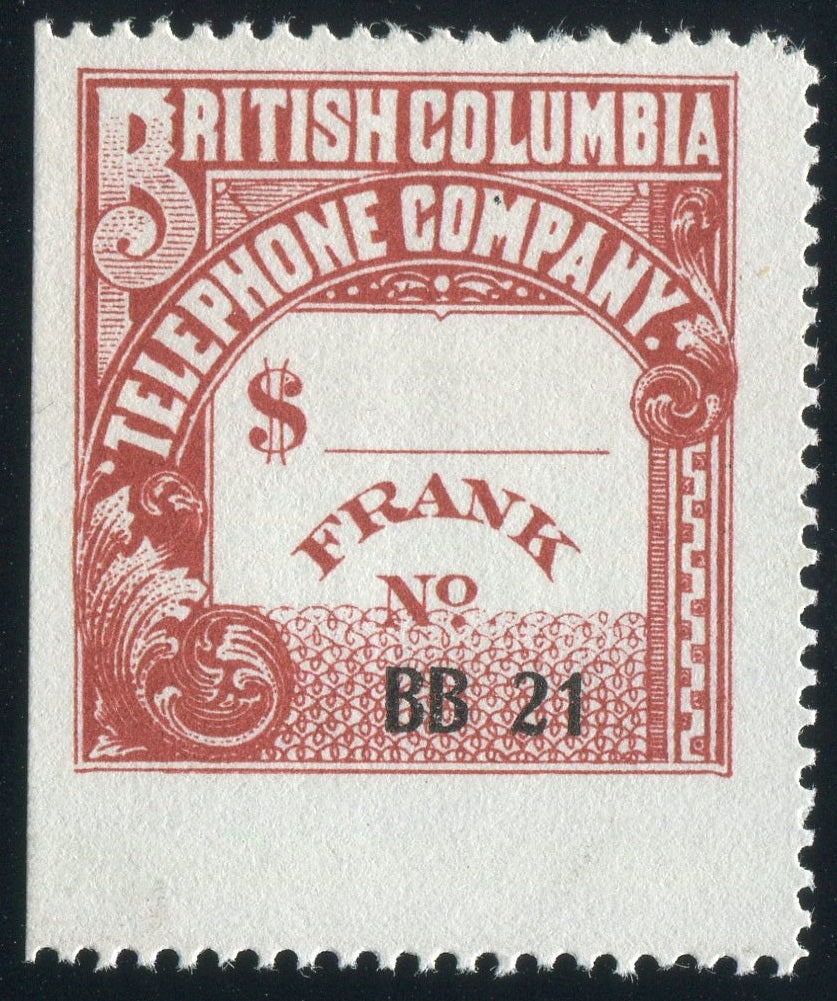 BRITISH COLUMBIA
TELEPHONE COMPANY.
$
FRANK
No.
BB 21